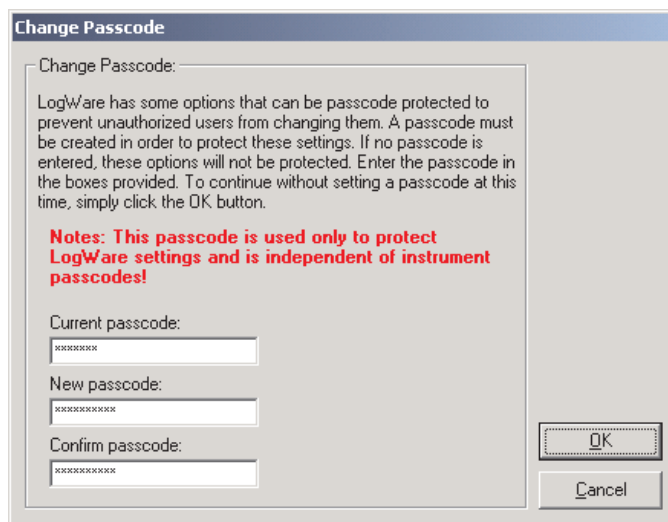 Change Passcode
Change Passcode:
LogWare has some options that can be passcode protected to
prevent unauthorized users from changing them. A passcode must
be created in order to protect these settings. If no passcode is
entered, these options will not be protected. Enter the passcode in
the boxes provided. To continue without setting a passcode at this
time, simply click the OK button.
Notes: This passcode is used only to protect
LogWare settings and is independent of instrument
passcodes!
Current passcode:
*******
New passcode:
**********
Confirm passcode:
**********
OK
Cancel